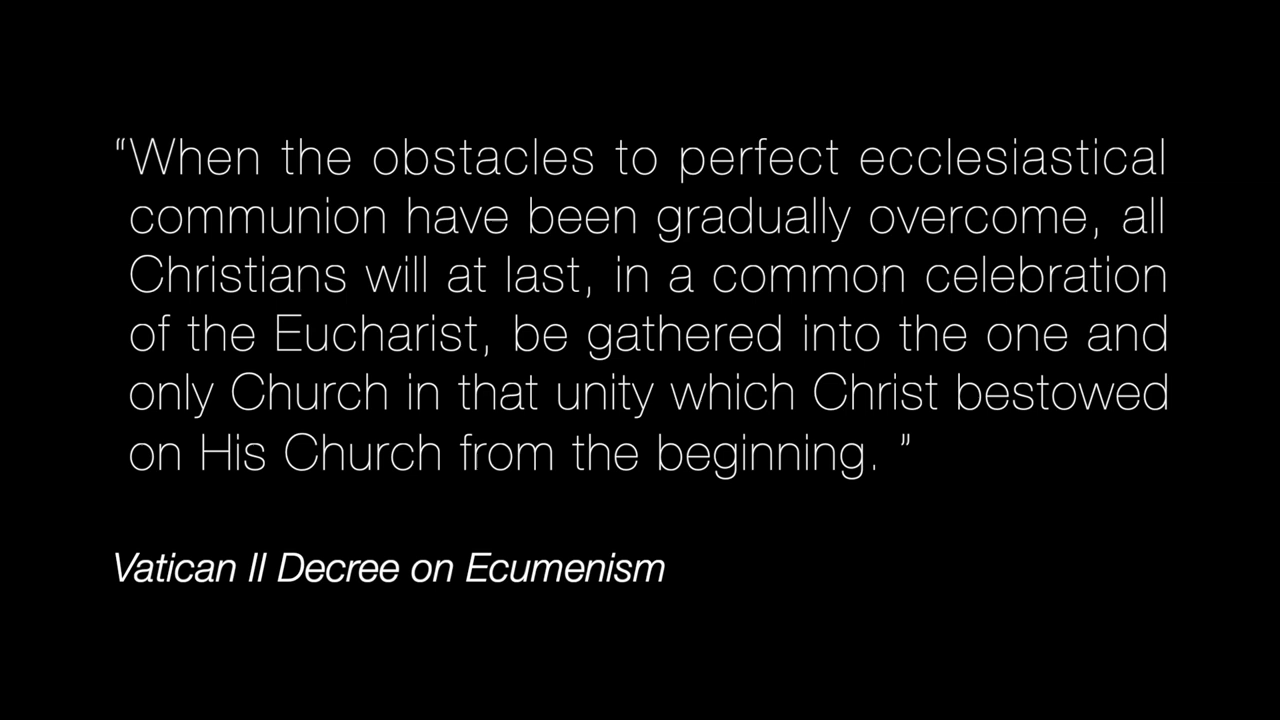 “When the obstacles to perfect ecclesiastical
communion have been gradually overcome, all
Christians will at last, in a common celebration
of the Eucharist, be gathered into the one and
only Church in that unity which Christ bestowed
on His Church from the beginning. ”
Vatican II Decree on Ecumenism